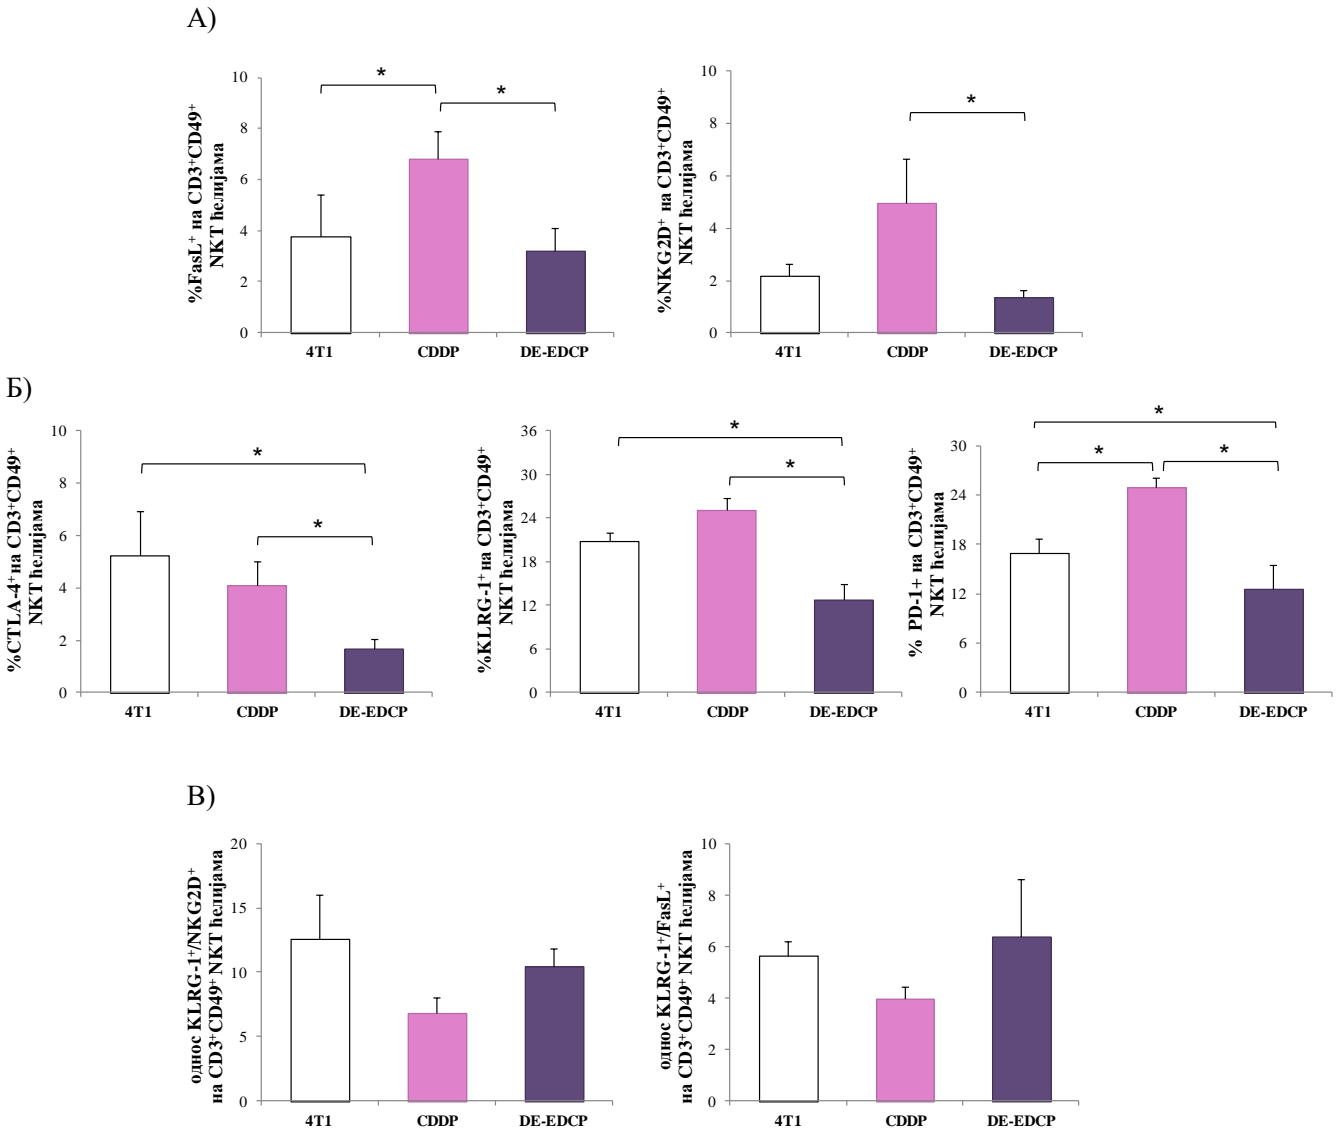 А)
%FasL⁺ на CD3⁺CD49⁺
NKT ћелијама
10
8
6
4
2
0
*
*
4T1
CDDP
DE-EDCP
%NKG2D⁺ на CD3⁺CD49⁺
NKT ћелијама
10
8
6
4
2
0
*
4T1
CDDP
DE-EDCP
Б)
%CTLA-4⁺ на CD3⁺CD49⁺
NKT ћелијама
10
8
6
4
2
0
*
*
4T1
CDDP
DE-EDCP
%KLRG-1⁺ на CD3⁺CD49⁺
NKT ћелијама
36
30
24
18
12
6
0
*
*
4T1
CDDP
DE-EDCP
% PD-1+ на CD3⁺CD49⁺
NKT ћелијама
30
24
18
12
6
0
*
*
*
4T1
CDDP
DE-EDCP
В)
однос KLRG-1⁺/NKG2D⁺
на CD3⁺CD49⁺ NKT ћелијама
20
15
10
5
0
4T1
CDDP
DE-EDCP
однос KLRG-1⁺/FasL⁺
на CD3⁺CD49⁺ NKT ћелијама
10
8
6
4
2
0
4T1
CDDP
DE-EDCP